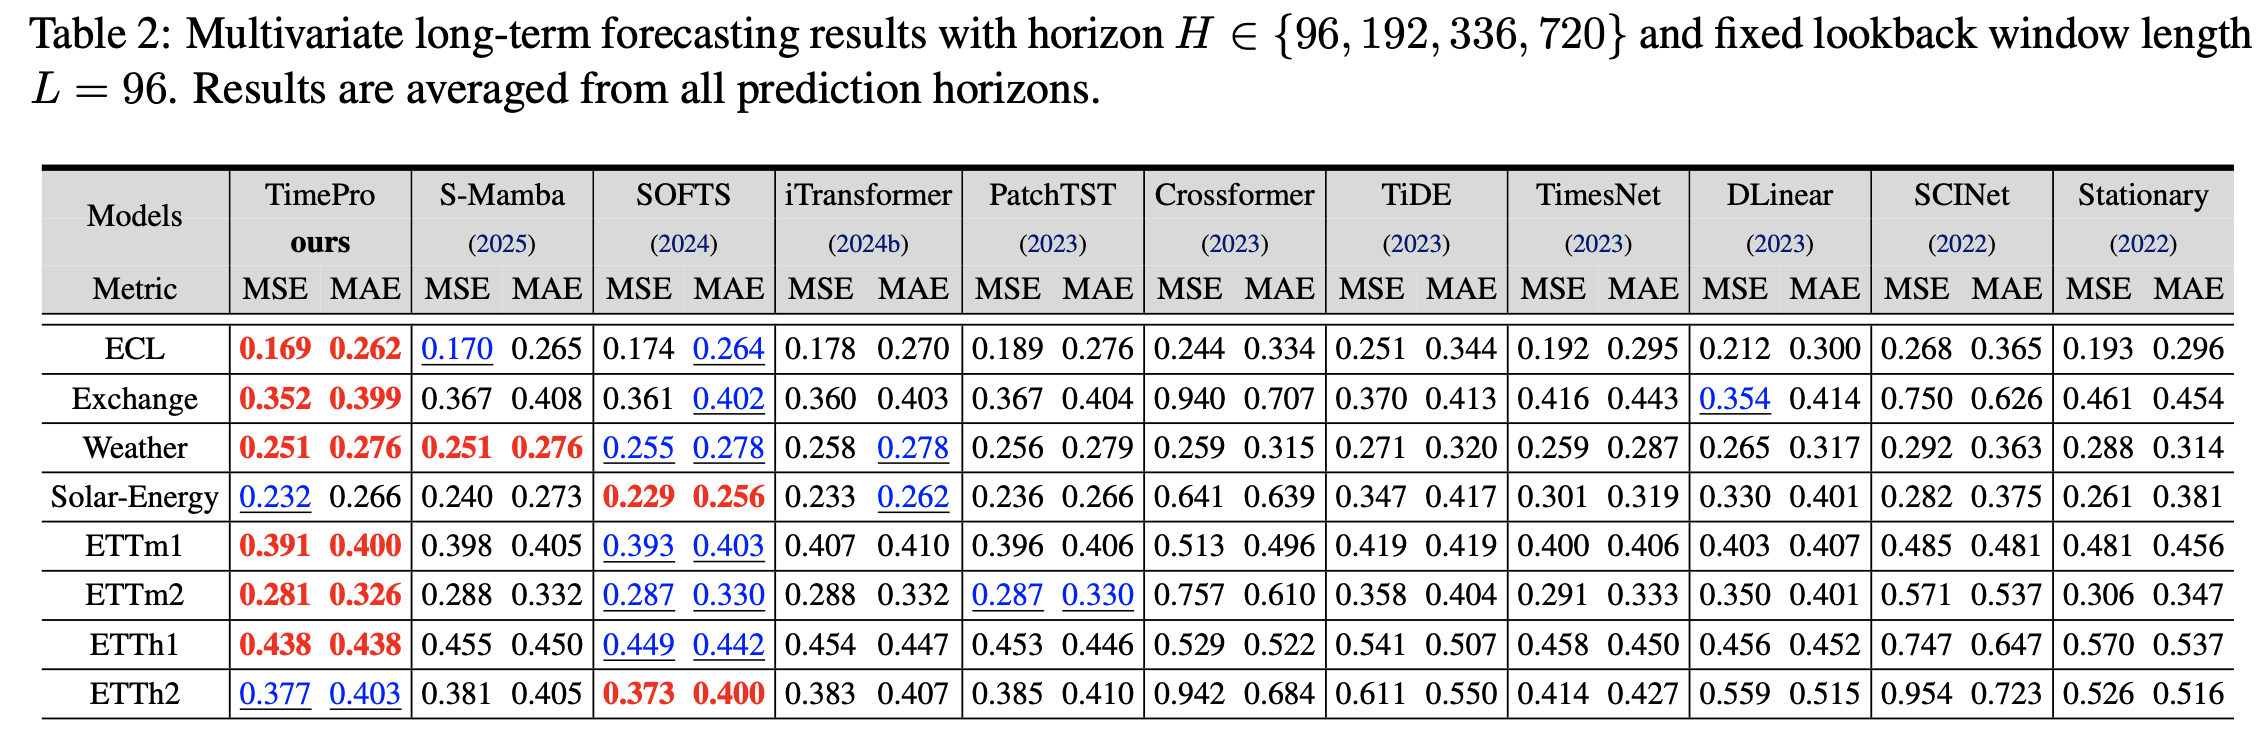 Table 2: Multivariate long-term forecasting results with horizon H ∈ {96, 192, 336, 720} and fixed lookback window length
L = 96. Results are averaged from all prediction horizons.
Models TimePro S-Mamba SOFTS iTransformer PatchTST Crossformer TiDE TimesNet DLinear SCINet Stationary
ours (2025) (2024) (2024b) (2023) (2023) (2023) (2023) (2023) (2022) (2022)
Metric MSE MAE MSE MAE MSE MAE MSE MAE MSE MAE MSE MAE MSE MAE MSE MAE MSE MAE MSE MAE MSE MAE
ECL 0.169 0.262 0.170 0.265 0.174 0.264 0.178 0.270 0.189 0.276 0.244 0.334 0.251 0.344 0.192 0.295 0.212 0.300 0.268 0.365 0.193 0.296
Exchange 0.352 0.399 0.367 0.408 0.361 0.402 0.360 0.403 0.367 0.404 0.940 0.707 0.370 0.413 0.416 0.443 0.354 0.414 0.750 0.626 0.461 0.454
Weather 0.251 0.276 0.251 0.276 0.255 0.278 0.258 0.278 0.256 0.279 0.259 0.315 0.271 0.320 0.259 0.287 0.265 0.317 0.292 0.363 0.288 0.314
Solar-Energy 0.232 0.266 0.240 0.273 0.229 0.256 0.233 0.262 0.236 0.266 0.641 0.639 0.347 0.417 0.301 0.319 0.330 0.401 0.282 0.375 0.261 0.381
ETTm1 0.391 0.400 0.398 0.405 0.393 0.403 0.407 0.410 0.396 0.406 0.513 0.496 0.419 0.419 0.400 0.406 0.403 0.407 0.485 0.481 0.481 0.456
ETTm2 0.281 0.326 0.288 0.332 0.287 0.330 0.288 0.332 0.287 0.330 0.757 0.610 0.358 0.404 0.291 0.333 0.350 0.401 0.571 0.537 0.306 0.347
ETTh1 0.438 0.438 0.455 0.450 0.449 0.442 0.454 0.447 0.453 0.446 0.529 0.522 0.541 0.507 0.458 0.450 0.456 0.452 0.747 0.647 0.570 0.537
ETTh2 0.377 0.403 0.381 0.405 0.373 0.400 0.383 0.407 0.385 0.410 0.942 0.684 0.611 0.550 0.414 0.427 0.559 0.515 0.954 0.723 0.526 0.516